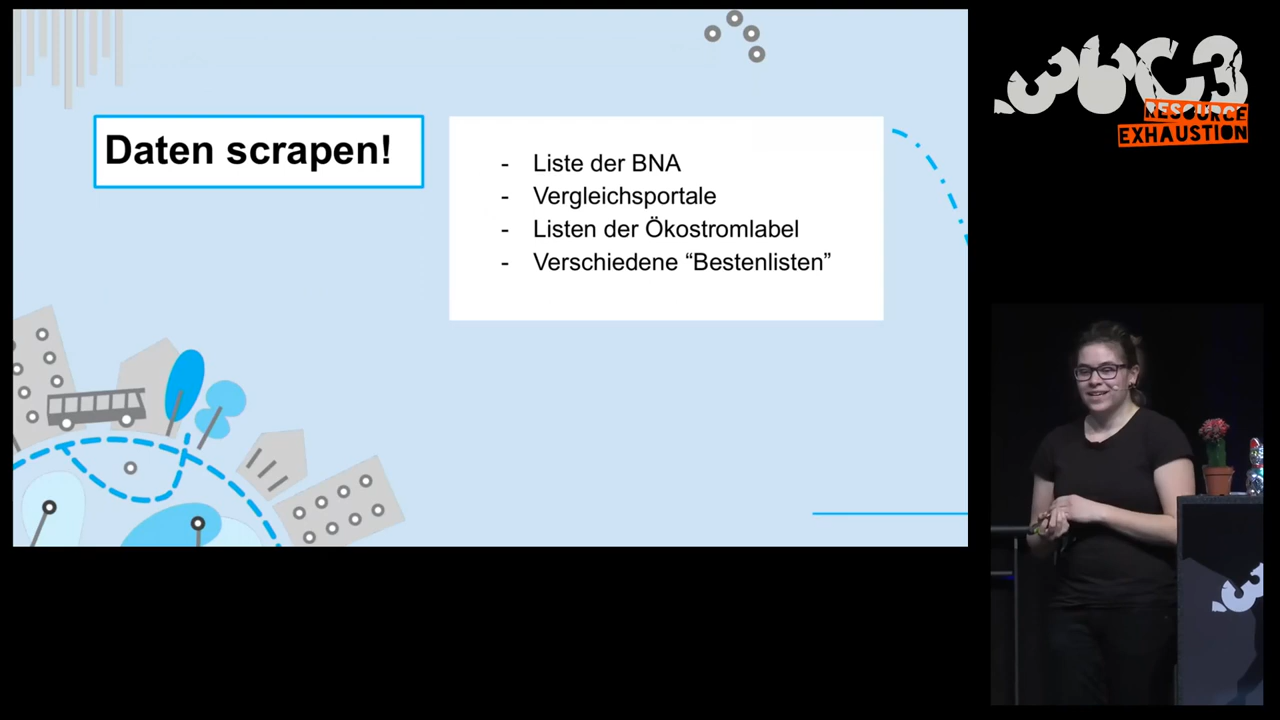 Daten scrapen!
- Liste der BNA
- Vergleichsportale
- Listen der Ökostromlabel
- Verschiedene “Bestenlisten”
36C3
RESOURCE
EXHAUSTION